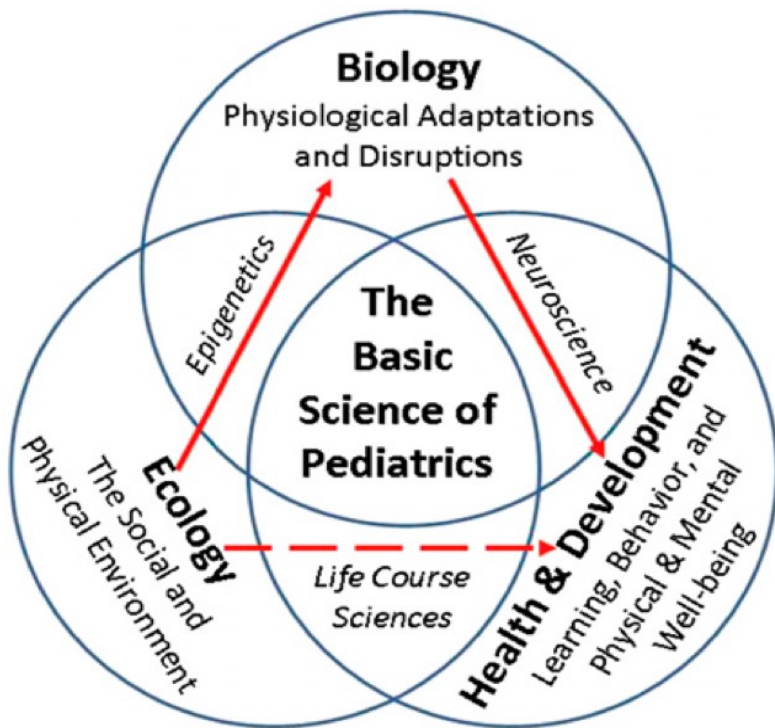 Biology
Physiological Adaptations
and Disruptions
Epigenetics
Neuroscience
The
Basic
Science of
Pediatrics
Ecology
The Social and
Physical Environment
Life Course
Sciences
Health & Development
Learning, Behavior, and
Physical & Mental
Well-being